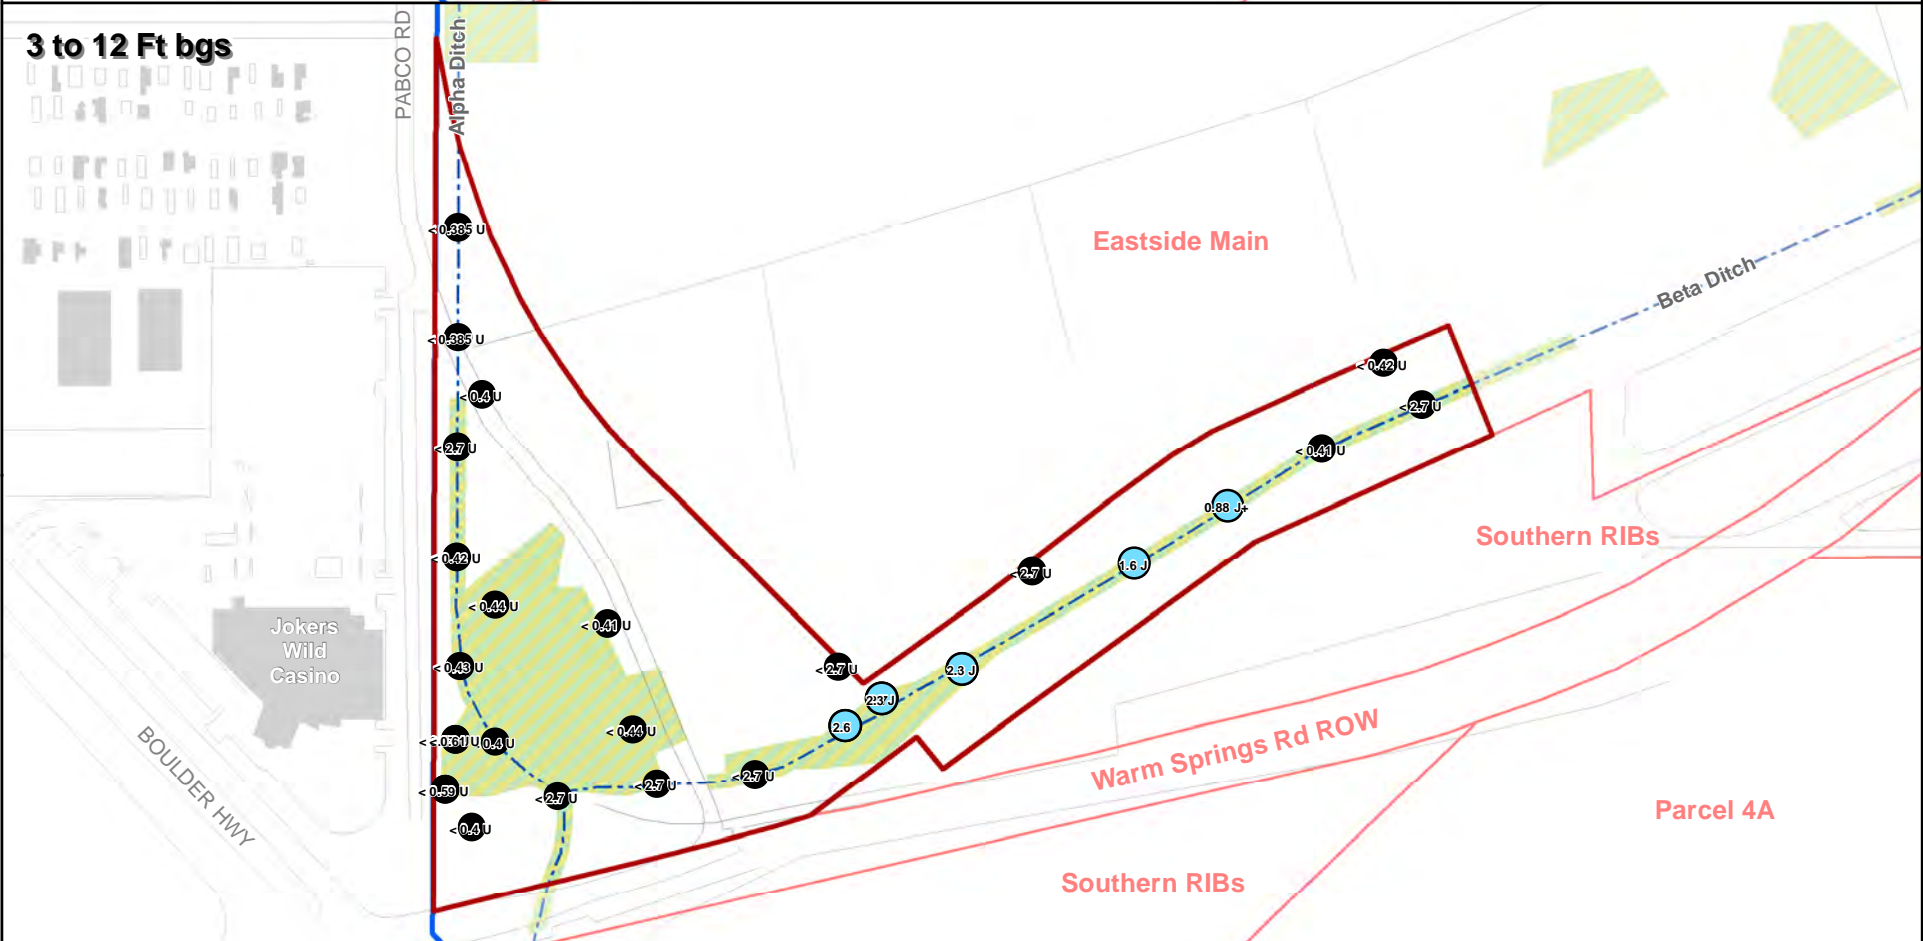 3 to 12 Ft bgs
PABCO RD
Alpha Ditch
< 0.385 U
Eastside Main
Beta Ditch
< 0.385 U
< 0.42 U
< 0.4 U
< 2.7 U
< 2.7 U
< 0.41 U
0.88 J+
Southern RIBs
< 0.42 U
1.6 J
< 2.7 U
< 0.44 U
< 0.41 U
Jokers
Wild
Casino
< 0.43 U
< 2.7 U
2.3 J
2.6
< 0.44 U
0.4 U
BOULDER HWY
Warm Springs Rd ROW
< 2.7 U
< 2.7 U
< 0.59 U
< 2.7 U
< 0.4 U
Parcel 4A
Southern RIBs